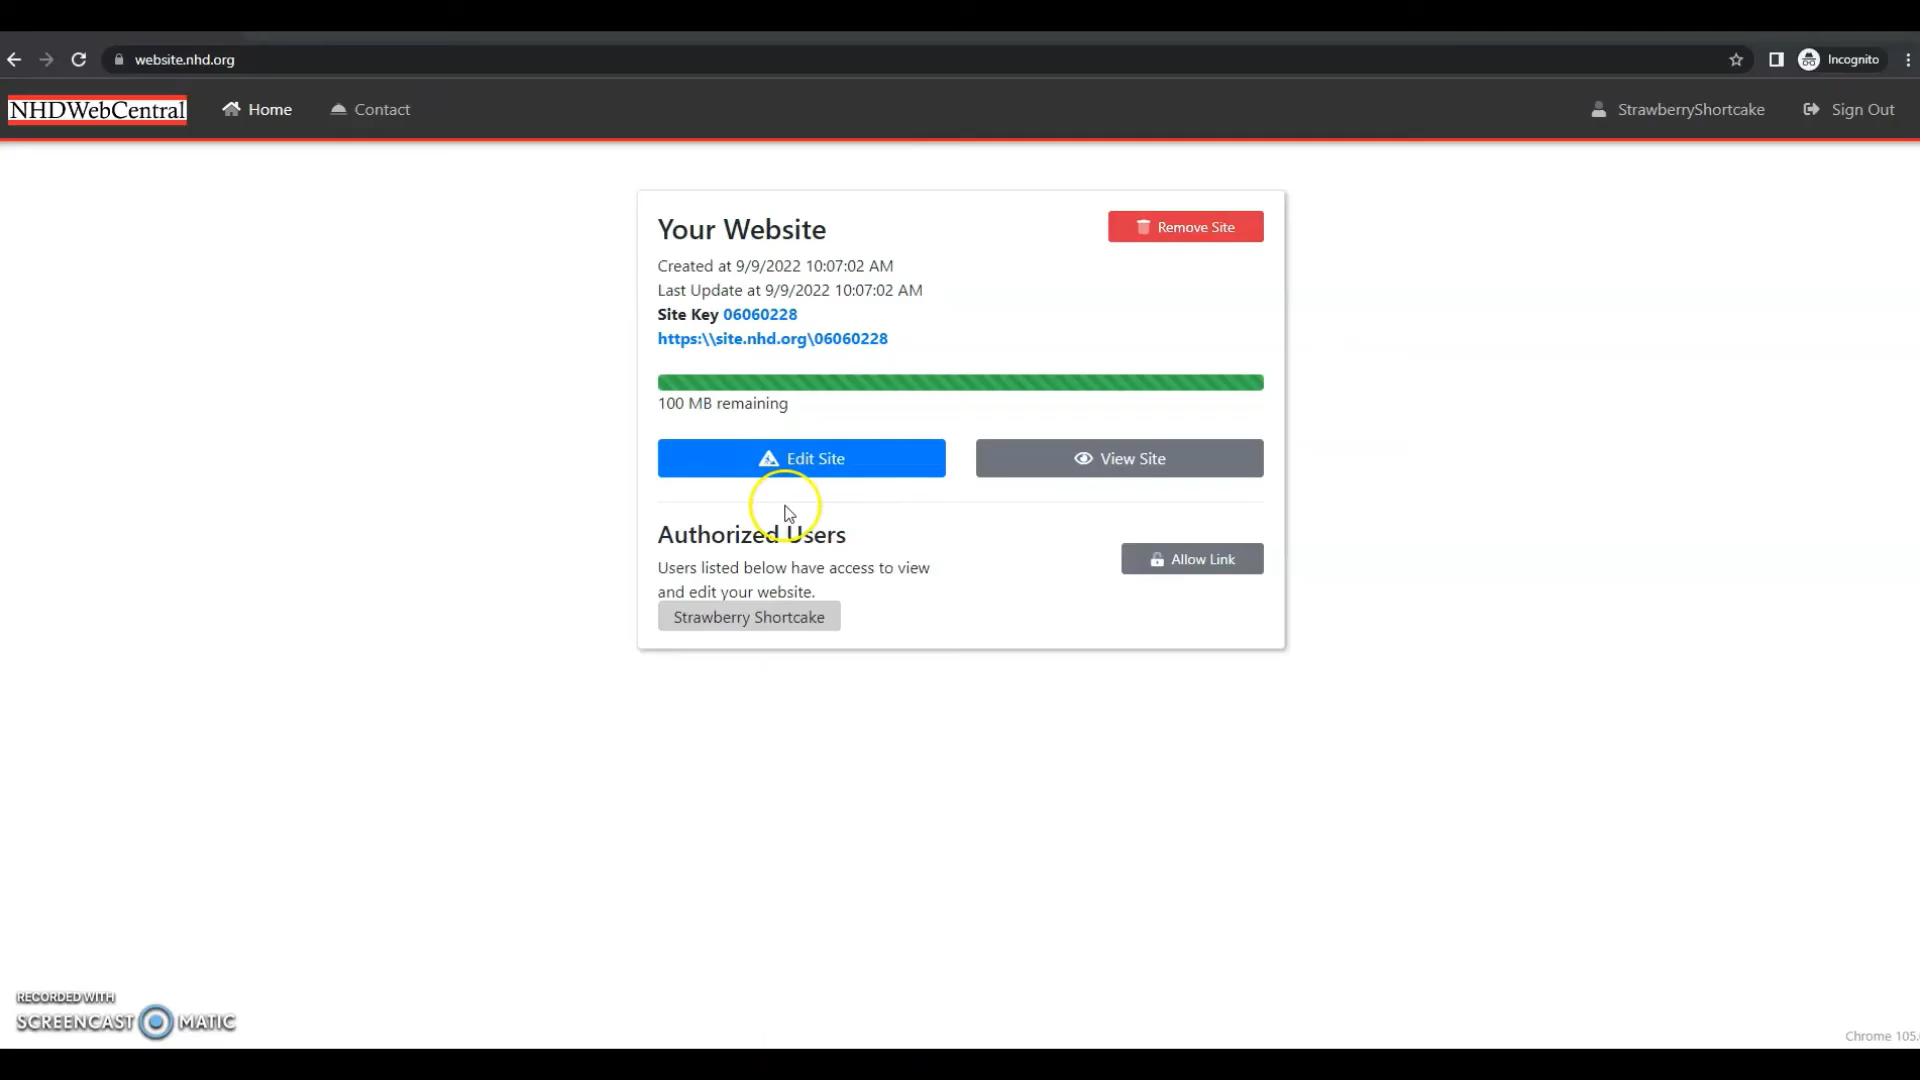 website.nhd.org
Incognito
NHDWebCentral
Home
Contact
StrawberryShortcake
Sign Out
Your Website
Remove Site
Created at 9/9/2022 10:07:02 AM
Last Update at 9/9/2022 10:07:02 AM
Site Key 06060228
https:\\site.nhd.org\06060228
100 MB remaining
Edit Site
View Site
Authorized Users
Users listed below have access to view
and edit your website.
Allow Link
Strawberry Shortcake
RECORDED WITH
SCREENCAST MATIC
Chrome 105.